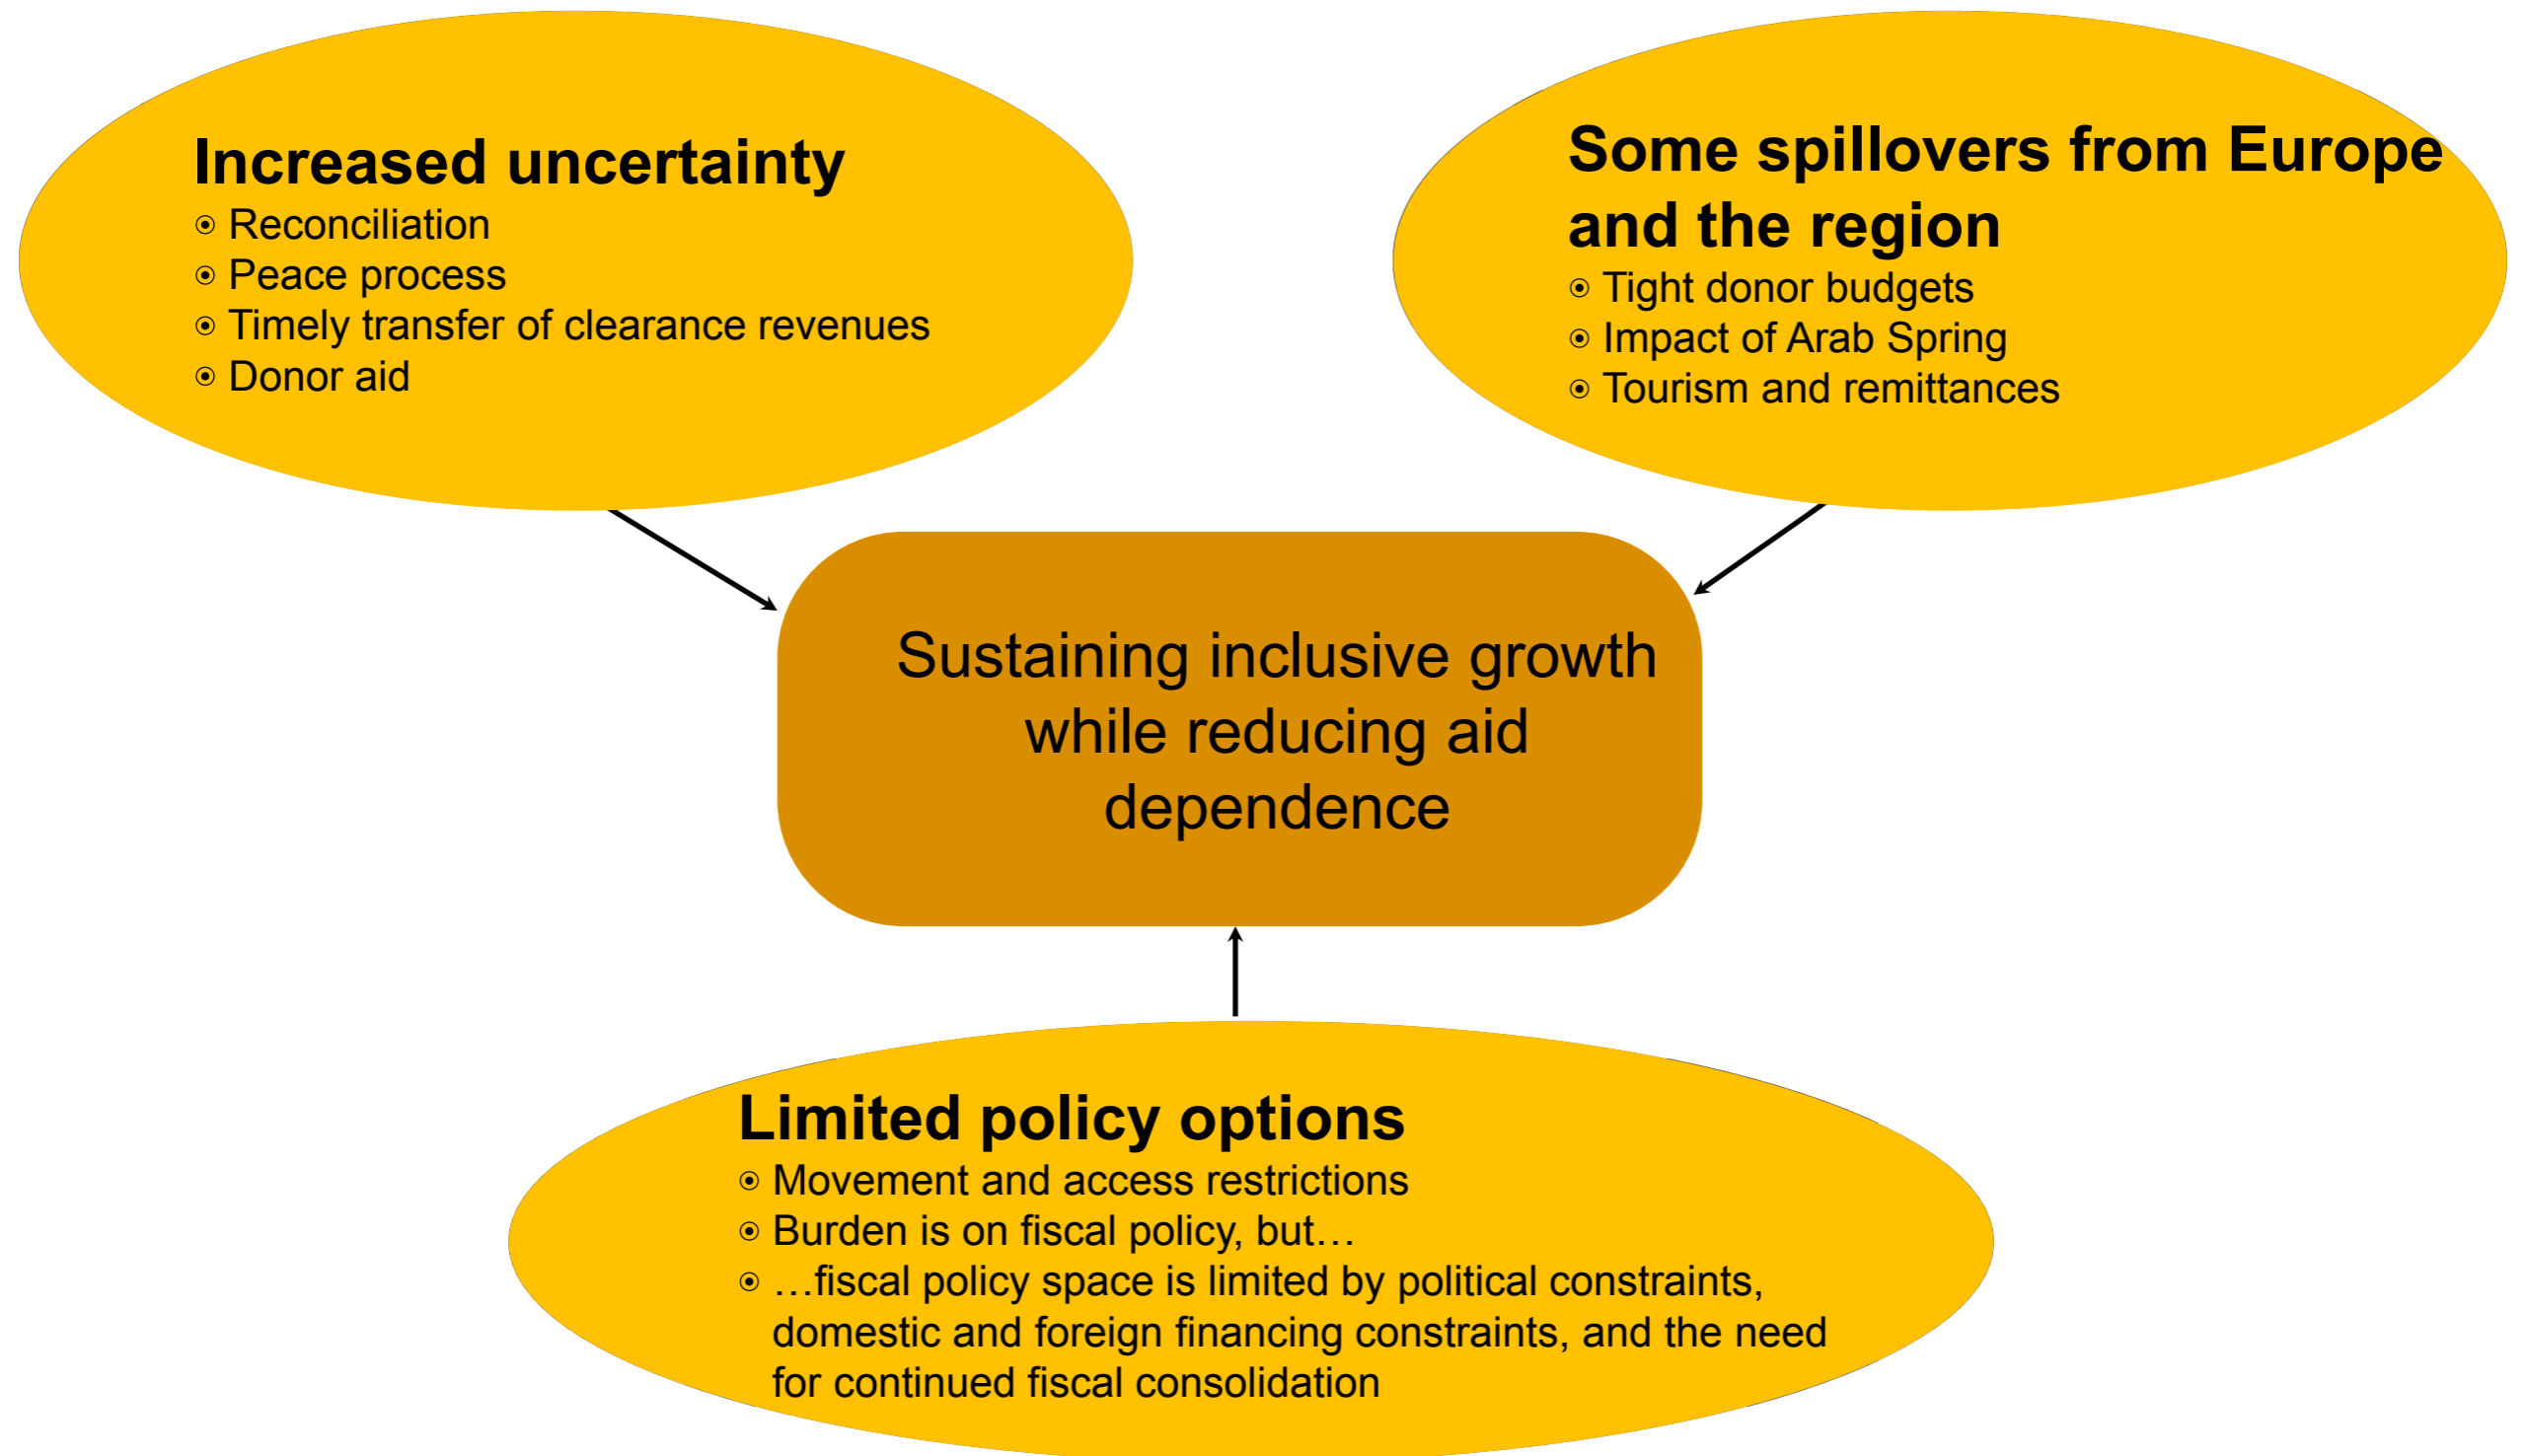 Increased uncertainty
⦿ Reconciliation
⦿ Peace process
⦿ Timely transfer of clearance revenues
⦿ Donor aid
Some spillovers from Europe
and the region
⦿ Tight donor budgets
⦿ Impact of Arab Spring
⦿ Tourism and remittances
Sustaining inclusive growth
while reducing aid
dependence
Limited policy options
⦿ Movement and access restrictions
⦿ Burden is on fiscal policy, but…
⦿ …fiscal policy space is limited by political constraints,
domestic and foreign financing constraints, and the need
for continued fiscal consolidation